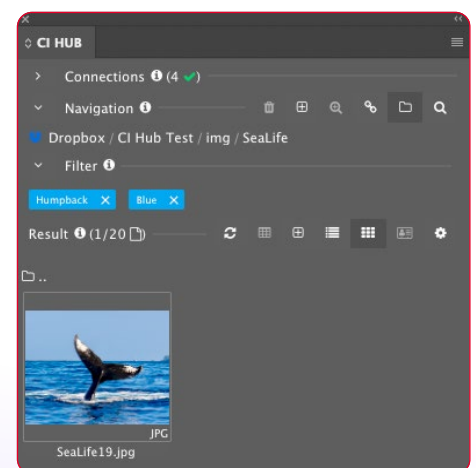 CI HUB
Connections (4 ✔)
Navigation
Dropbox / CI Hub Test / img / SeaLife
Filter
Humpback X Blue X
Result (1/20)
..
JPG
SeaLife19.jpg